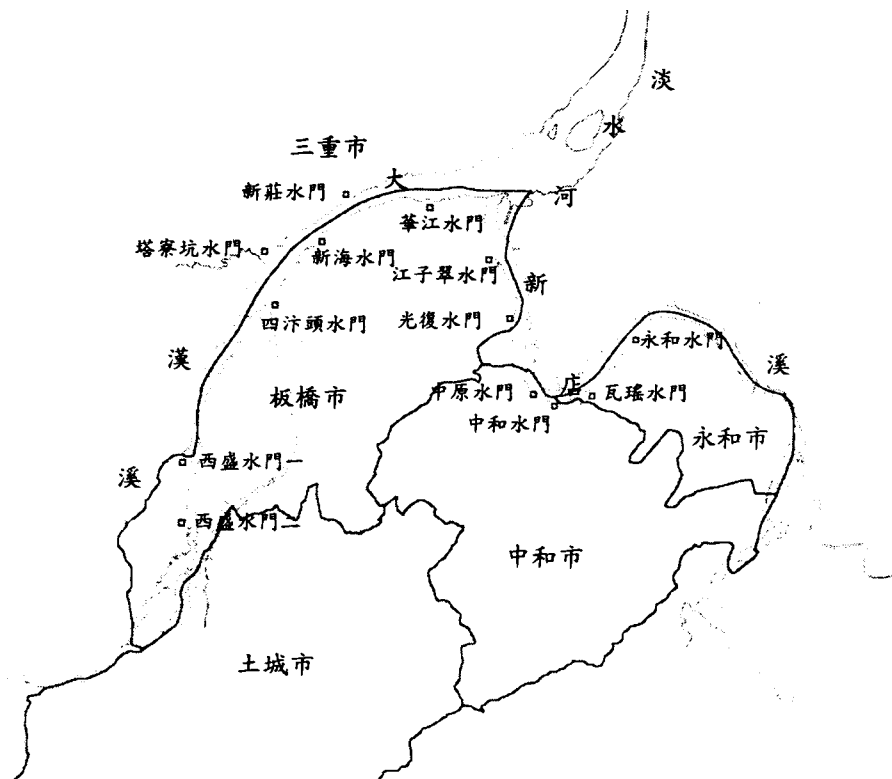 淡
水
河
三重市
大
新莊水門
華江水門
塔寮坑水門
新海水門
江子翠水門
新
四汴頭水門
光復水門
永和水門
漢
溪
店
中原水門
瓦瑤水門
板橋市
中和水門
永和市
西盛水門一
溪
西盛水門二
中和市
土城市